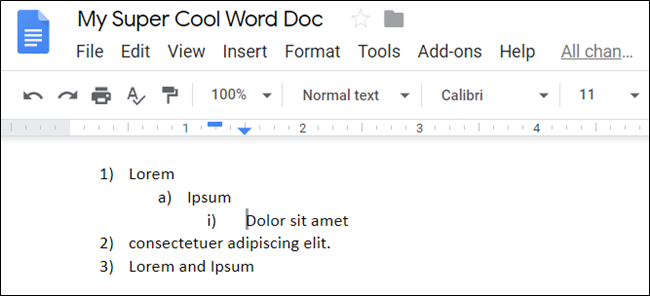 My Super Cool Word Doc
File Edit View Insert Format Tools Add-ons Help All chan...
100% Normal text Calibri 11
1 2 3 4
1) Lorem
a) Ipsum
i) Dolor sit amet
2) consectetuer adipiscing elit.
3) Lorem and Ipsum